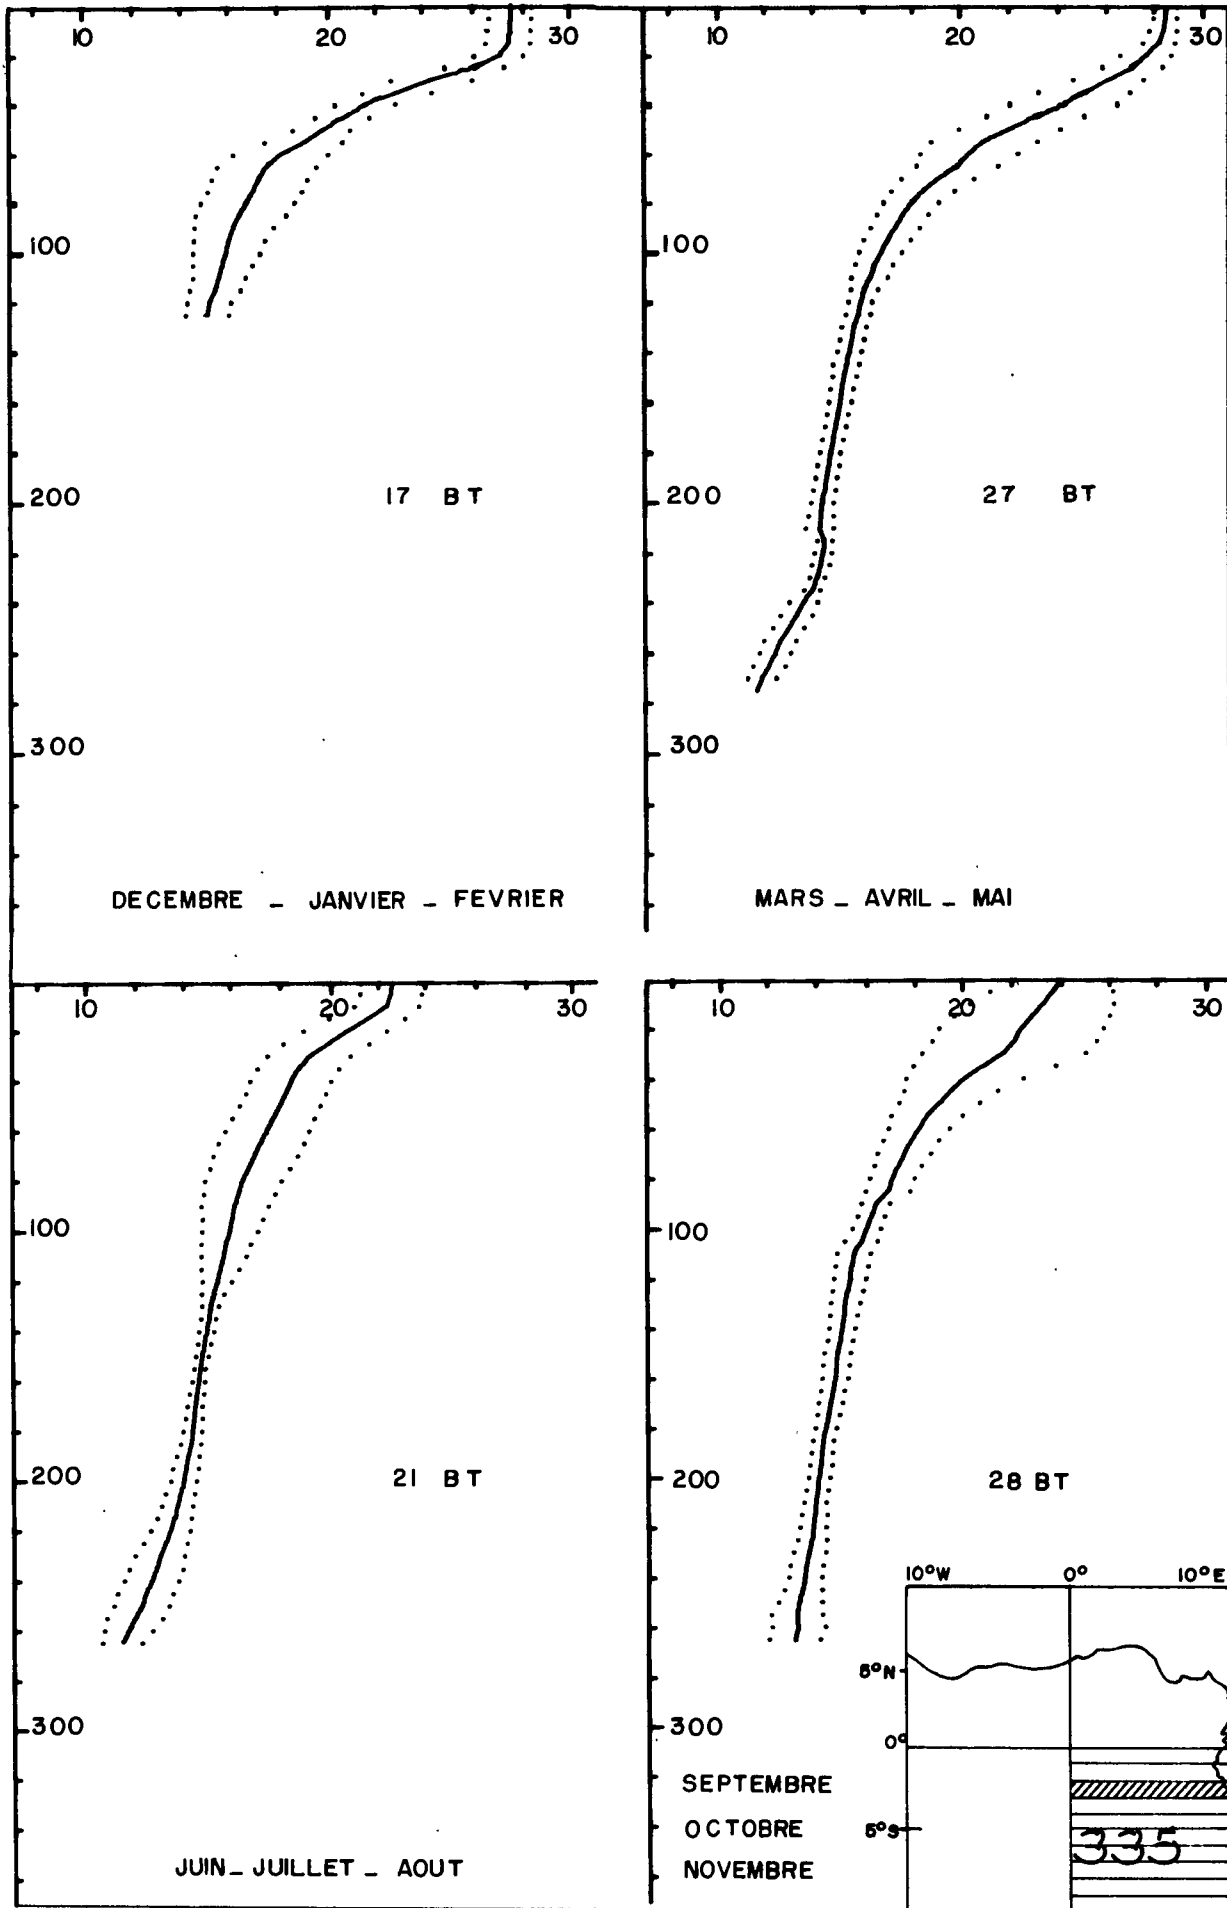 10 20 30
100
200
17 BT
300
DECEMBRE _ JANVIER _ FEVRIER
10 20 30
100
200
27 BT
300
MARS _ AVRIL _ MAI
10 20 30
100
200
21 BT
300
JUIN _ JUILLET _ AOUT
10 20 30
100
200
28 BT
300
SEPTEMBRE
OCTOBRE
NOVEMBRE
10°W 0° 10°E
5°N
0°
5°S
335